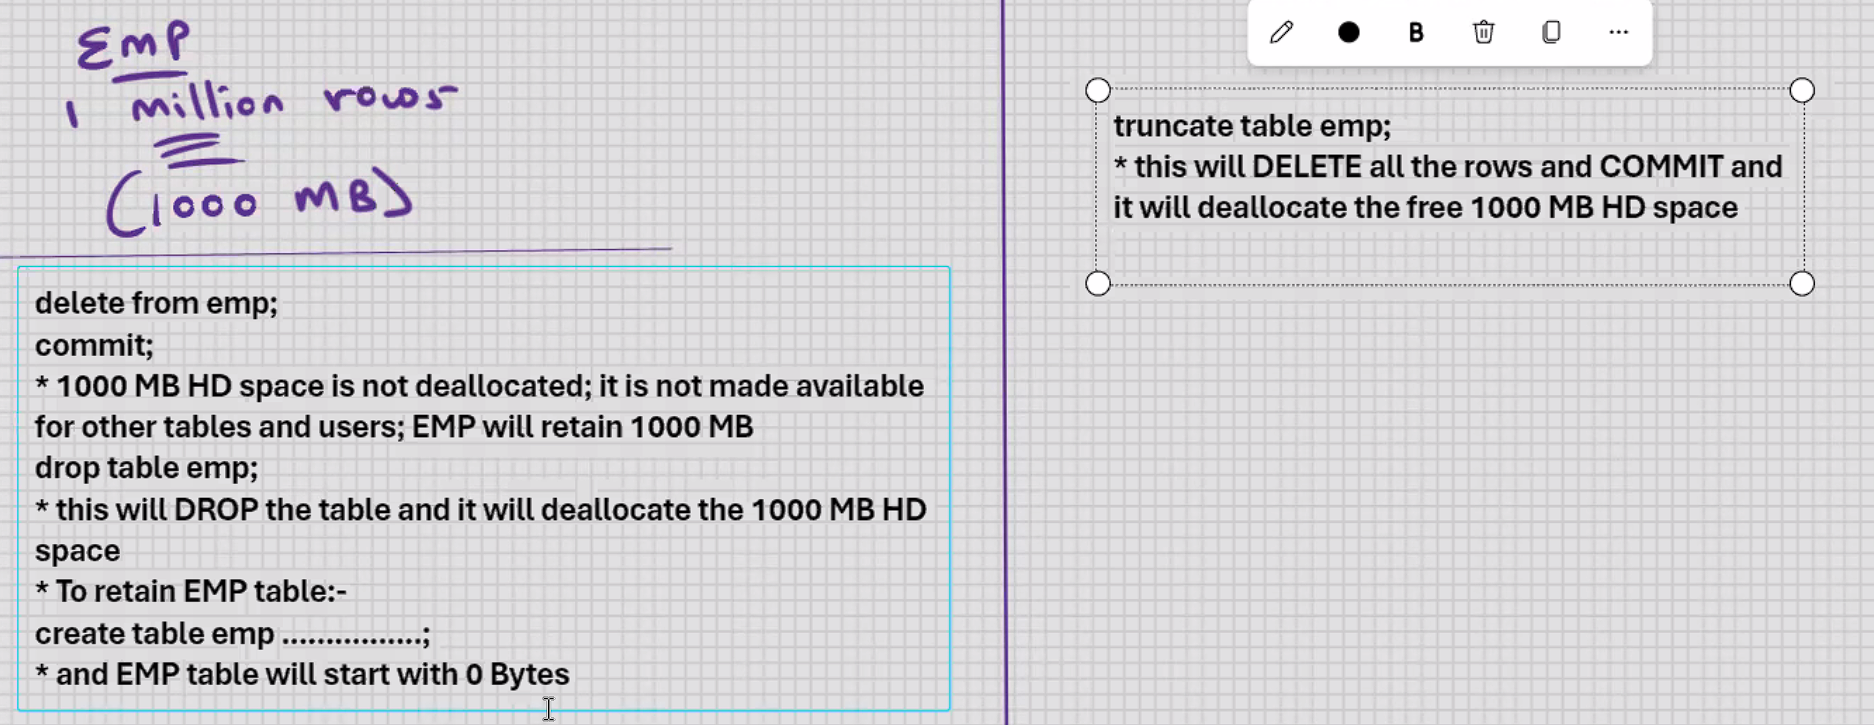 Emp
1 million rows
(1000 MB)
delete from emp;
commit;
* 1000 MB HD space is not deallocated; it is not made available
for other tables and users; EMP will retain 1000 MB
drop table emp;
* this will DROP the table and it will deallocate the 1000 MB HD
space
* To retain EMP table:-
create table emp ................;
* and EMP table will start with 0 Bytes
B
truncate table emp;
* this will DELETE all the rows and COMMIT and
it will deallocate the free 1000 MB HD space